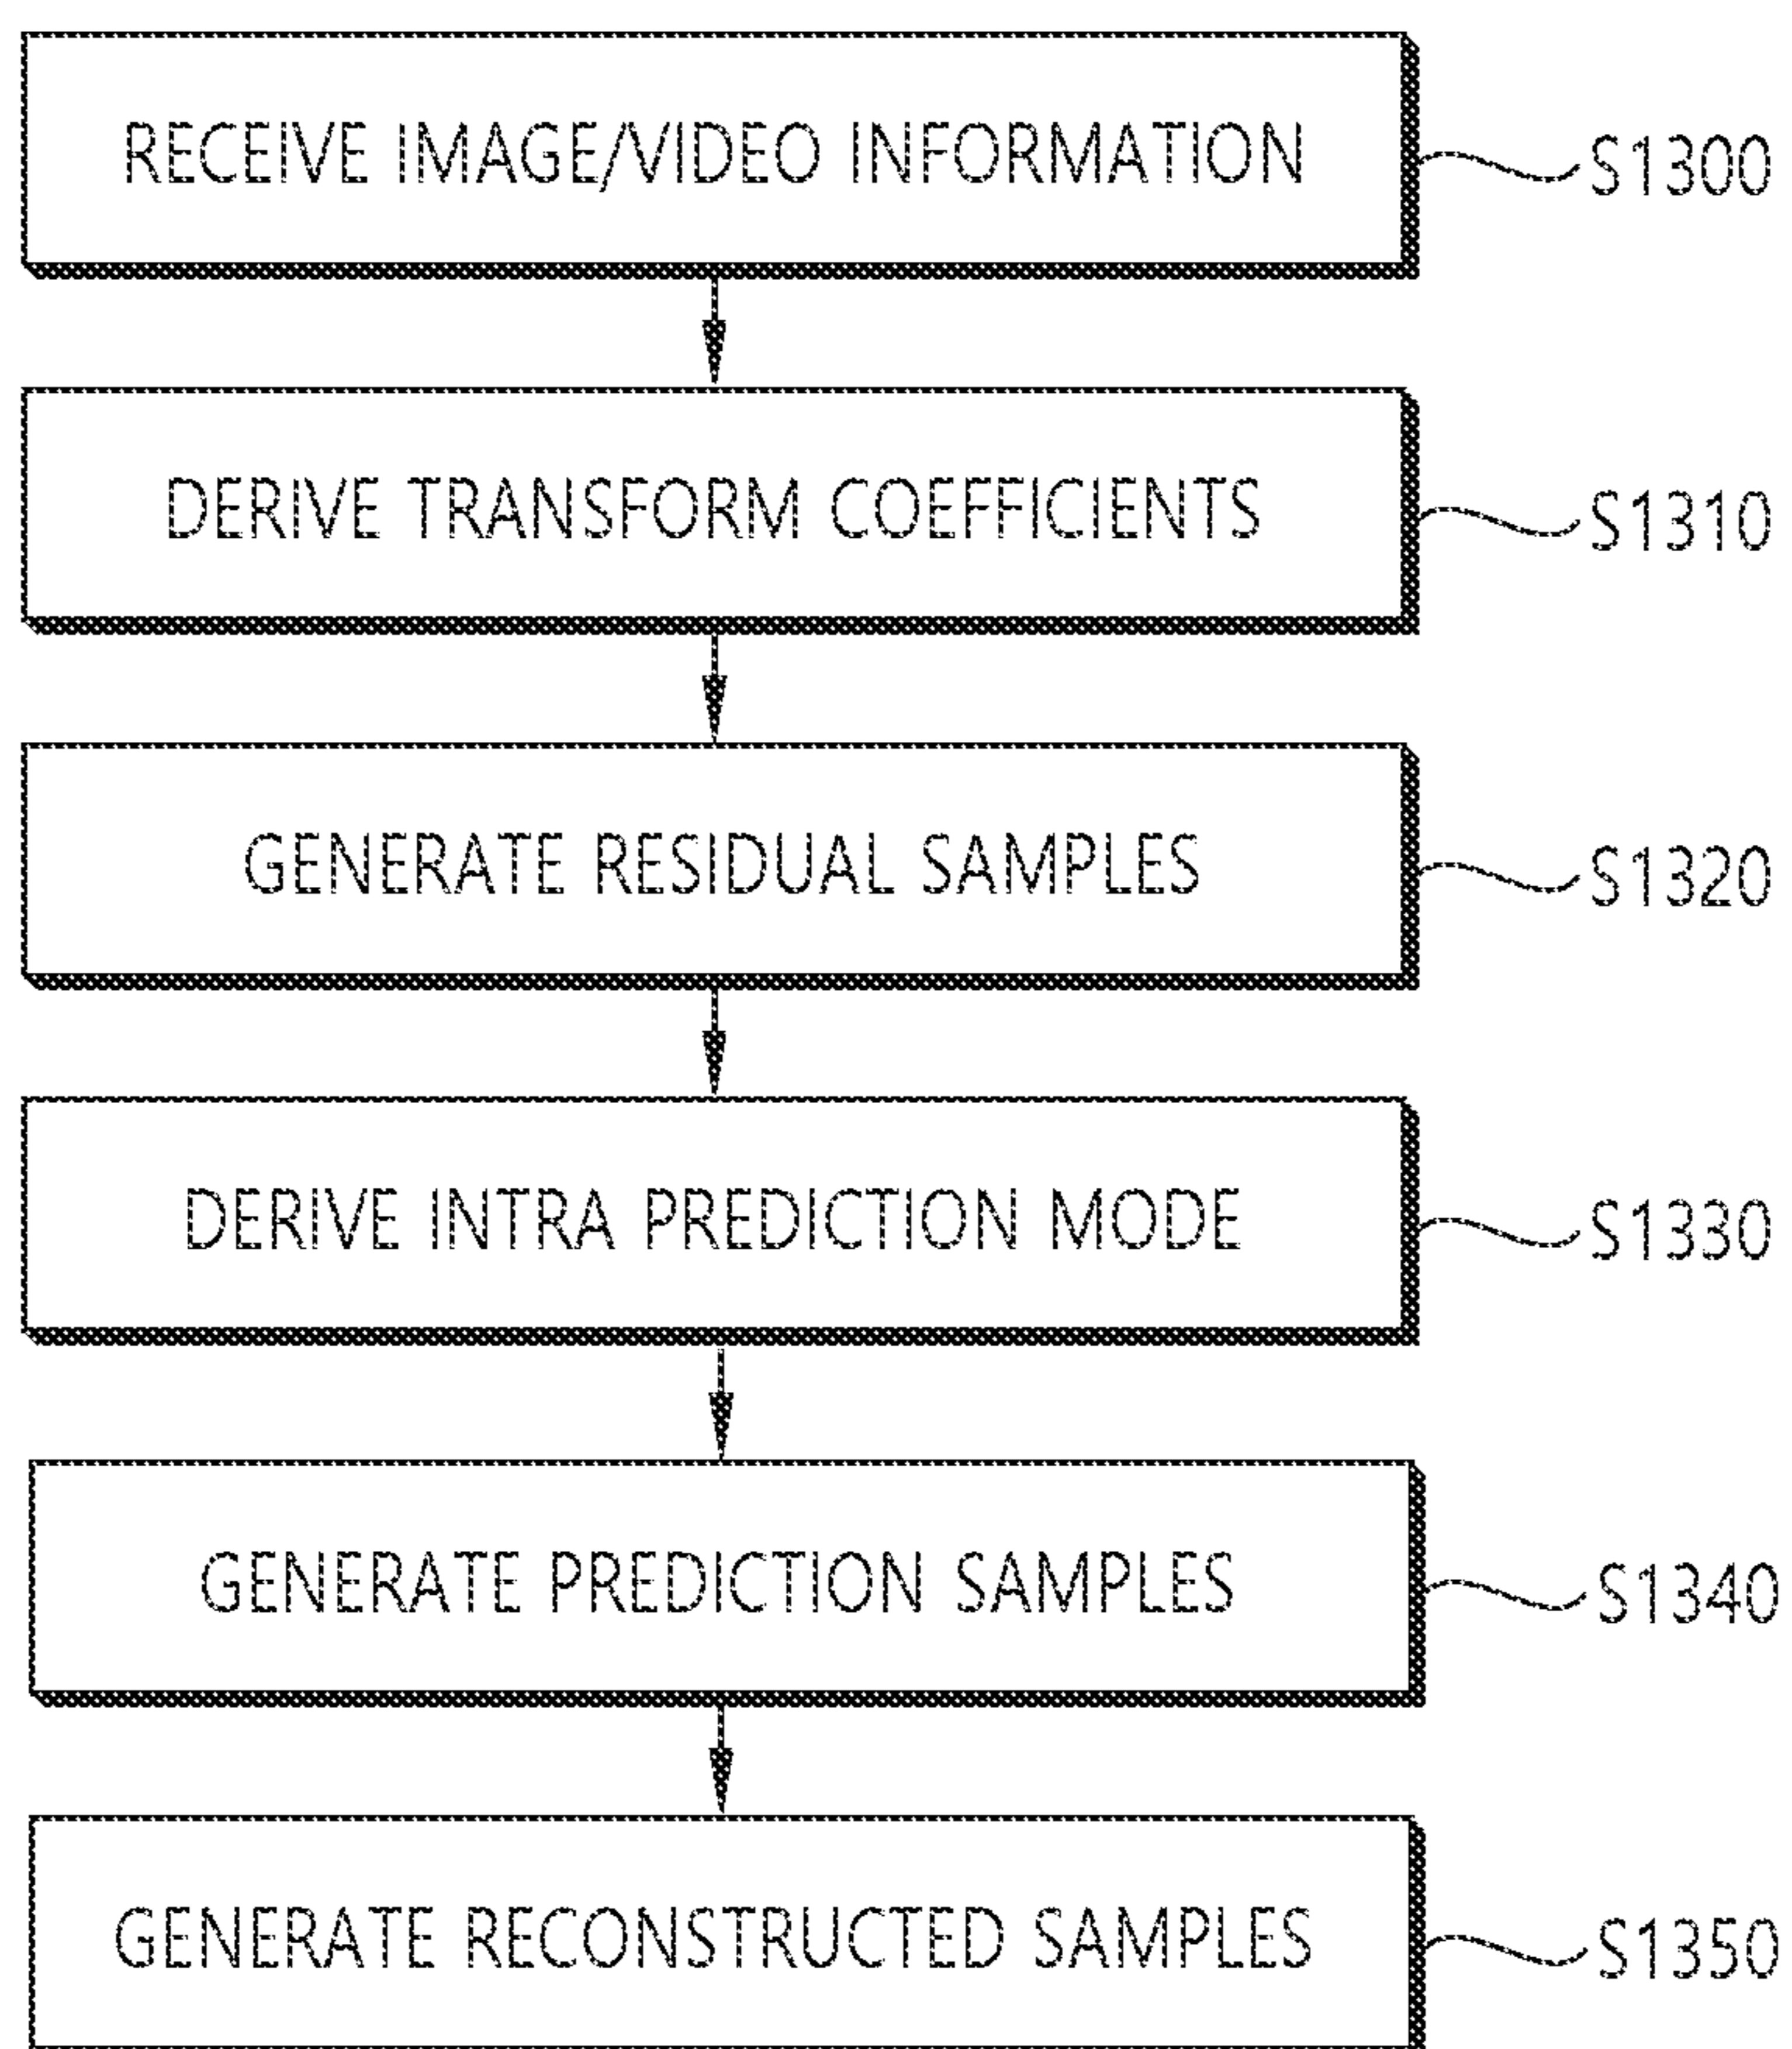 RECEIVE IMAGE/VIDEO INFORMATION
S1300
DERIVE TRANSFORM COEFFICIENTS
S1310
GENERATE RESIDUAL SAMPLES
S1320
DERIVE INTRA PREDICTION MODE
S1330
GENERATE PREDICTION SAMPLES
S1340
GENERATE RECONSTRUCTED SAMPLES
S1350